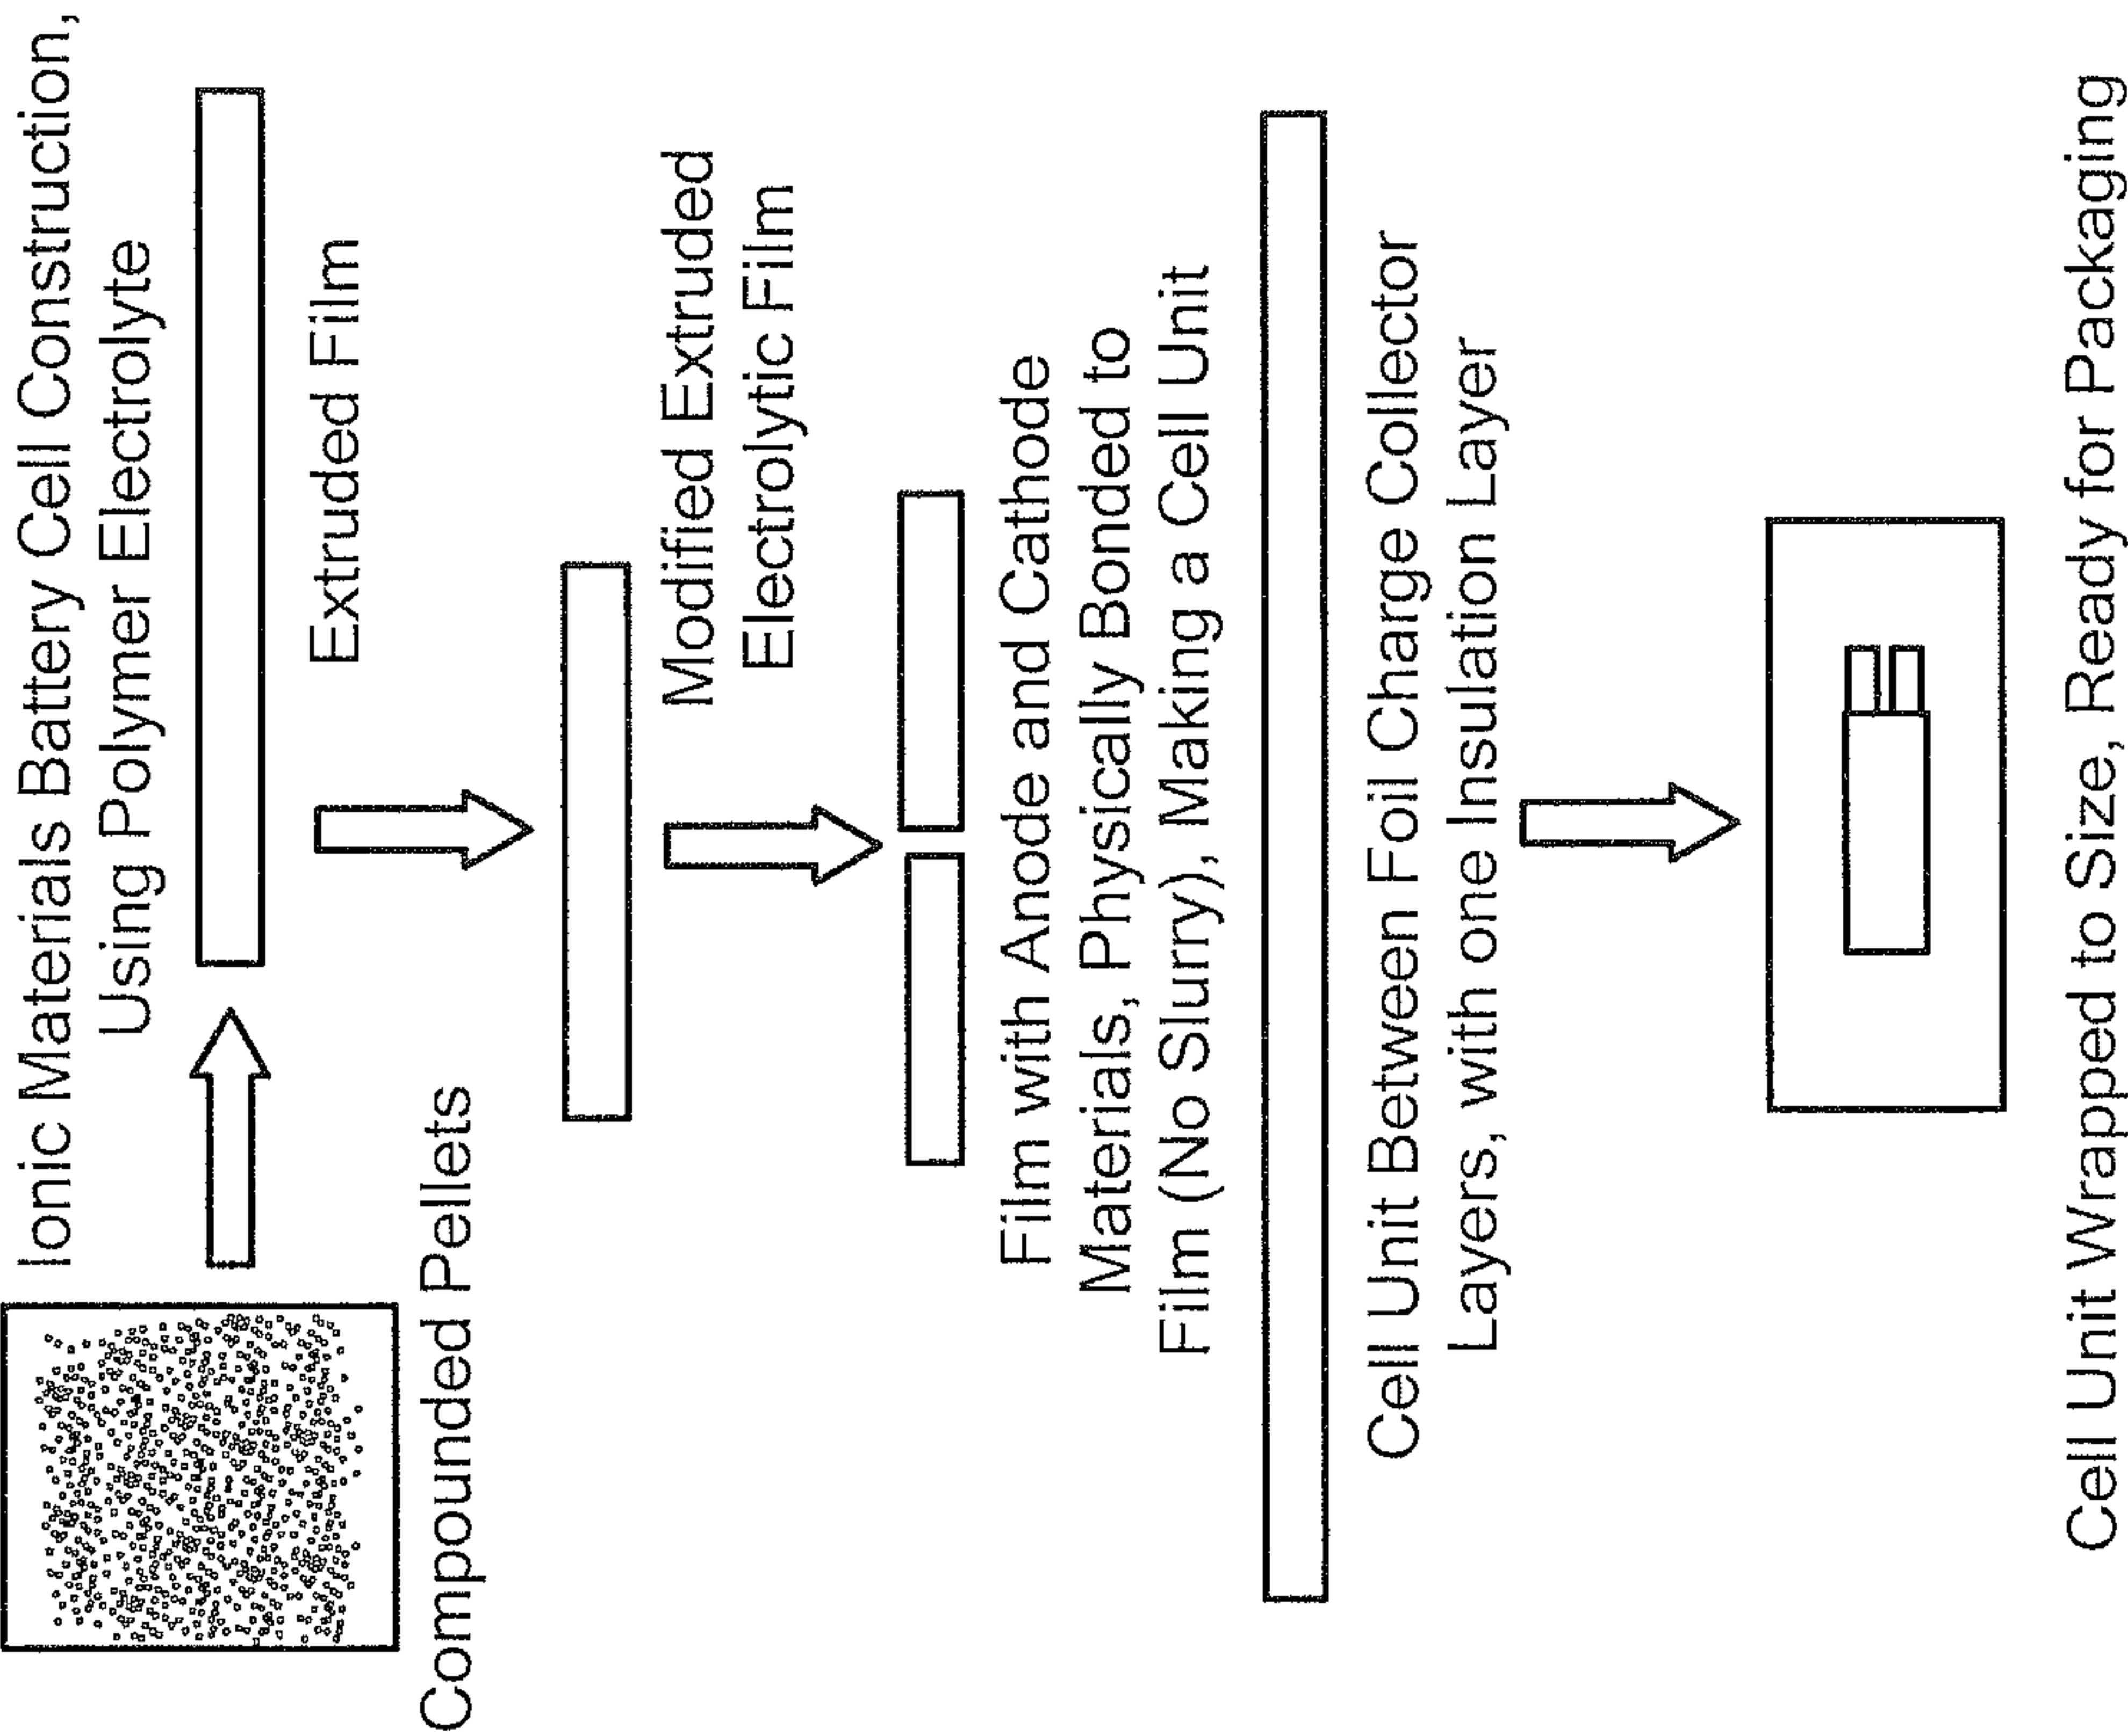 Ionic Materials Battery Cell Construction,
Using Polymer Electrolyte
Compounded Pellets
Extruded Film
Modified Extruded
Electrolytic Film
Film with Anode and Cathode
Materials, Physically Bonded to
Film (No Slurry), Making a Cell Unit
Cell Unit Between Foil Charge Collector
Layers, with one Insulation Layer
Cell Unit Wrapped to Size, Ready for Packaging